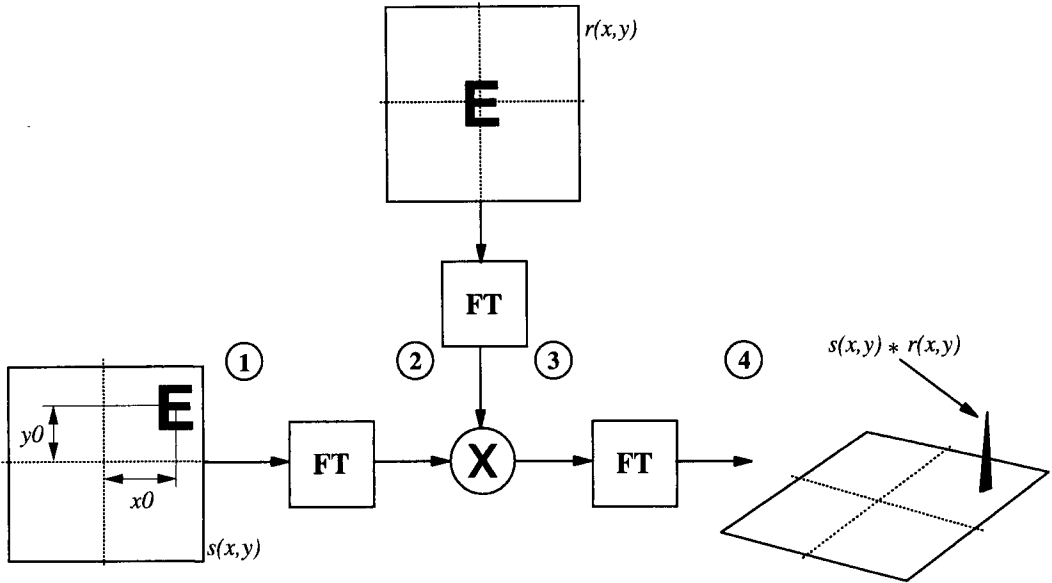 r(x,y)
E
FT
1
2
3
4
s(x,y) * r(x,y)
E
y0
x0
FT
X
FT
s(x,y)